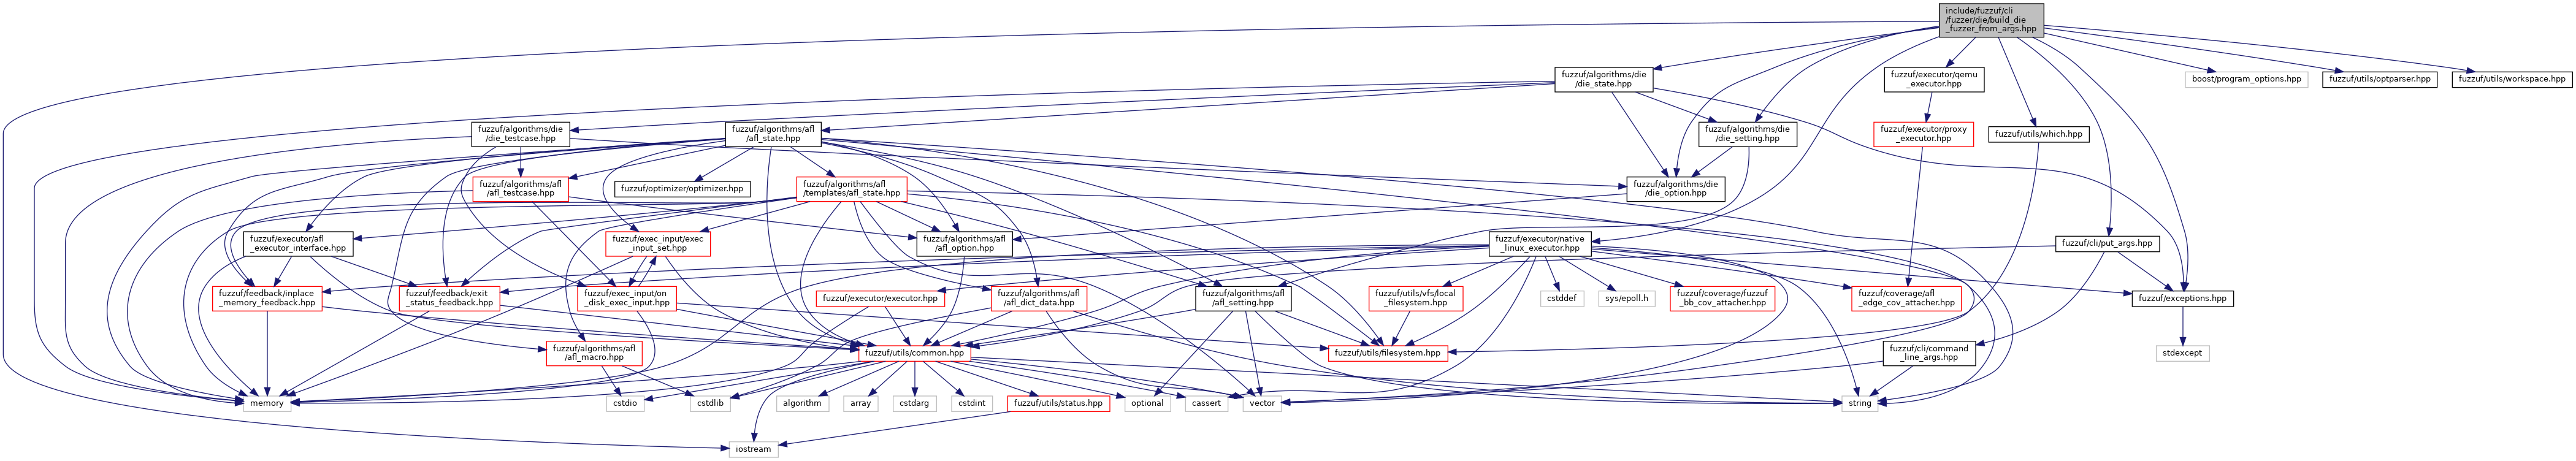 include/fuzzuf/cli
/fuzzer/die/build_die
_fuzzer_from_args.hpp
fuzzuf/algorithms/die
/die_state.hpp
fuzzuf/executor/qemu
_executor.hpp
boost/program_options.hpp
fuzzuf/utils/optparser.hpp
fuzzuf/utils/workspace.hpp
fuzzuf/algorithms/die
/die_testcase.hpp
fuzzuf/algorithms/afl
/afl_state.hpp
fuzzuf/algorithms/die
/die_setting.hpp
fuzzuf/executor/proxy
_executor.hpp
fuzzuf/utils/which.hpp
fuzzuf/algorithms/afl
/afl_testcase.hpp
fuzzuf/optimizer/optimizer.hpp
fuzzuf/algorithms/afl
/templates/afl_state.hpp
fuzzuf/algorithms/die
/die_option.hpp
fuzzuf/executor/afl
_executor_interface.hpp
fuzzuf/exec_input/exec
_input_set.hpp
fuzzuf/algorithms/afl
/afl_option.hpp
fuzzuf/executor/native
_linux_executor.hpp
fuzzuf/cli/put_args.hpp
fuzzuf/feedback/inplace
_memory_feedback.hpp
fuzzuf/feedback/exit
_status_feedback.hpp
fuzzuf/exec_input/on
_disk_exec_input.hpp
fuzzuf/executor/executor.hpp
fuzzuf/algorithms/afl
/afl_dict_data.hpp
fuzzuf/algorithms/afl
/afl_setting.hpp
fuzzuf/utils/vfs/local
_filesystem.hpp
cstddef
sys/epoll.h
fuzzuf/coverage/fuzzuf
_bb_cov_attacher.hpp
fuzzuf/coverage/afl
_edge_cov_attacher.hpp
fuzzuf/exceptions.hpp
fuzzuf/algorithms/afl
/afl_macro.hpp
fuzzuf/utils/common.hpp
fuzzuf/utils/filesystem.hpp
fuzzuf/cli/command
_line_args.hpp
stdexcept
memory
cstdio
cstdlib
algorithm
array
cstdarg
cstdint
fuzzuf/utils/status.hpp
optional
cassert
vector
string
iostream